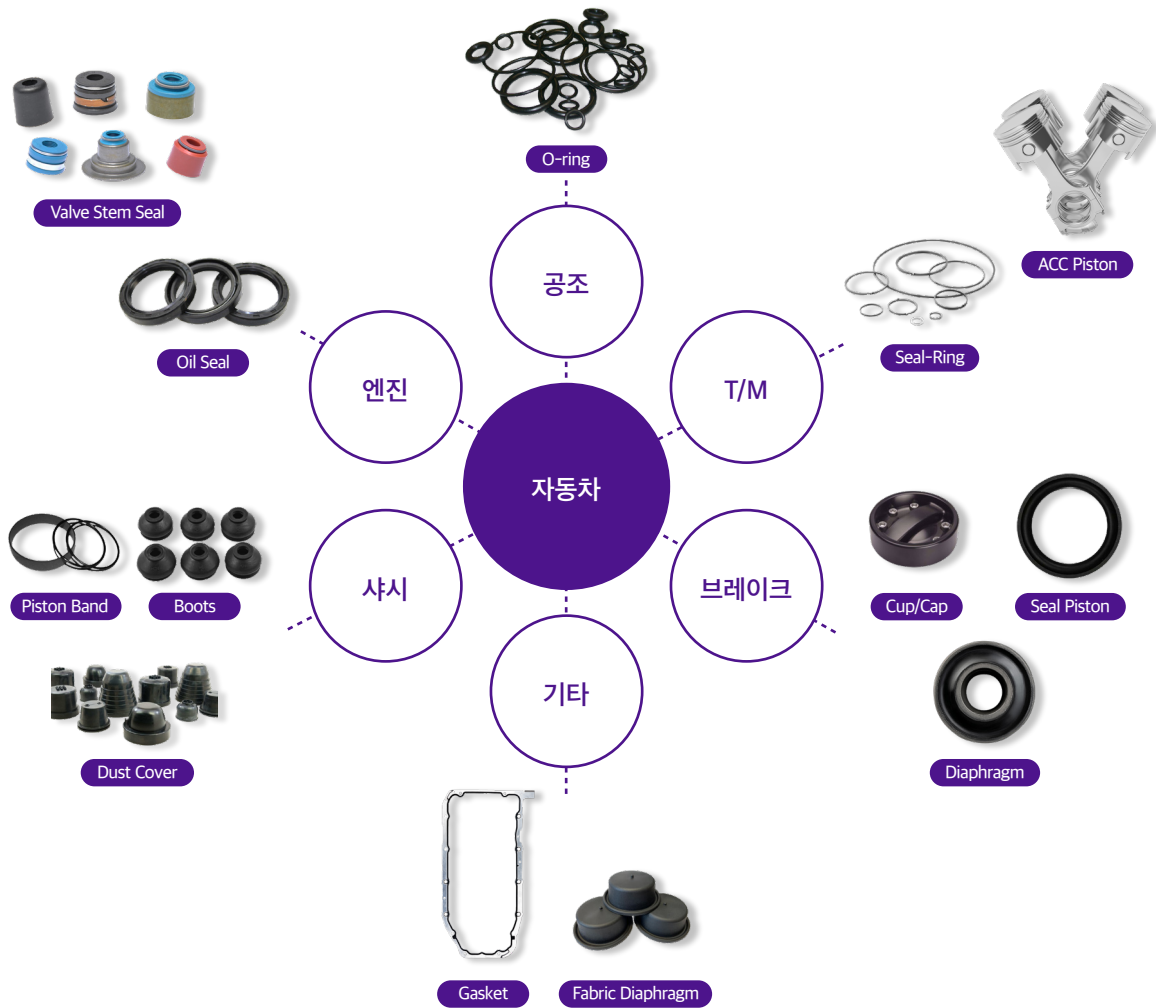 O-ring
Valve Stem Seal
ACC Piston
공조
Oil Seal
Seal-Ring
엔진
T/M
자동차
Piston Band
Boots
샤시
브레이크
Cup/Cap
Seal Piston
기타
Dust Cover
Diaphragm
Gasket
Fabric Diaphragm